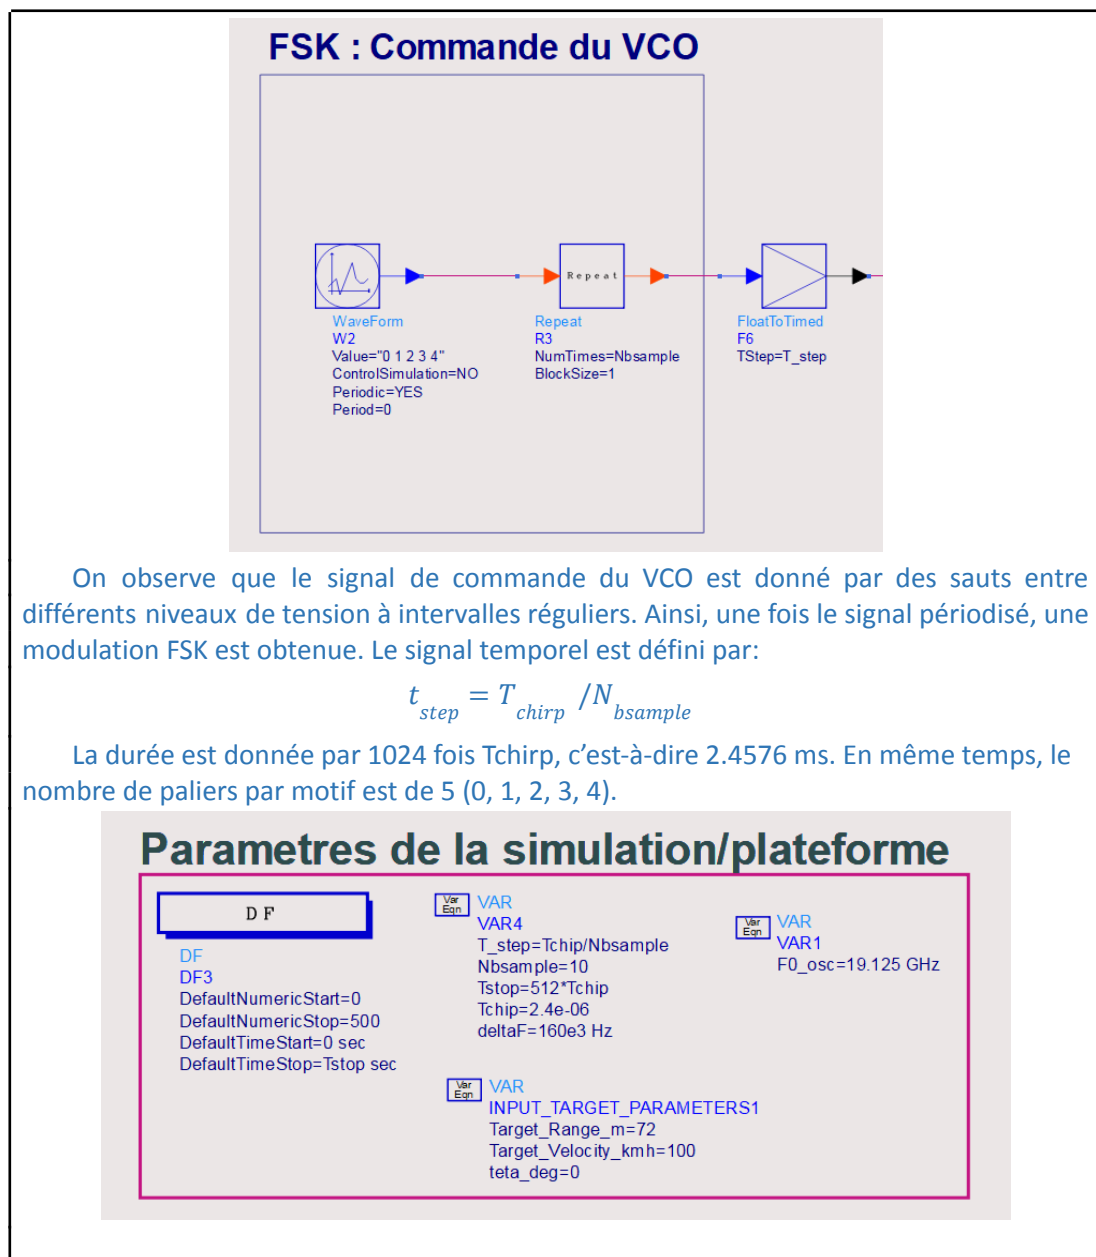 FSK : Commande du VCO
Repeat
WaveForm
W2
Value="0 1 2 3 4"
ControlSimulation=NO
Periodic=YES
Period=0
Repeat
R3
NumTimes=Nbsample
BlockSize=1
FloatToTimed
F6
TStep=T_step
On observe que le signal de commande du VCO est donné par des sauts entre
différents niveaux de tension à intervalles réguliers. Ainsi, une fois le signal périodisé, une
modulation FSK est obtenue. Le signal temporel est défini par:
t_step = T_chirp /N_bsample
La durée est donnée par 1024 fois Tchirp, c’est-à-dire 2.4576 ms. En même temps, le
nombre de paliers par motif est de 5 (0, 1, 2, 3, 4).
Parametres de la simulation/plateforme
DF
DF
DF3
DefaultNumericStart=0
DefaultNumericStop=500
DefaultTimeStart=0 sec
DefaultTimeStop=Tstop sec
Var
Eqn
VAR
VAR4
T_step=Tchip/Nbsample
Nbsample=10
Tstop=512*Tchip
Tchip=2.4e-06
deltaF=160e3 Hz
Var
Eqn
VAR
VAR1
F0_osc=19.125 GHz
Var
Eqn
VAR
INPUT_TARGET_PARAMETERS1
Target_Range_m=72
Target_Velocity_kmh=100
teta_deg=0